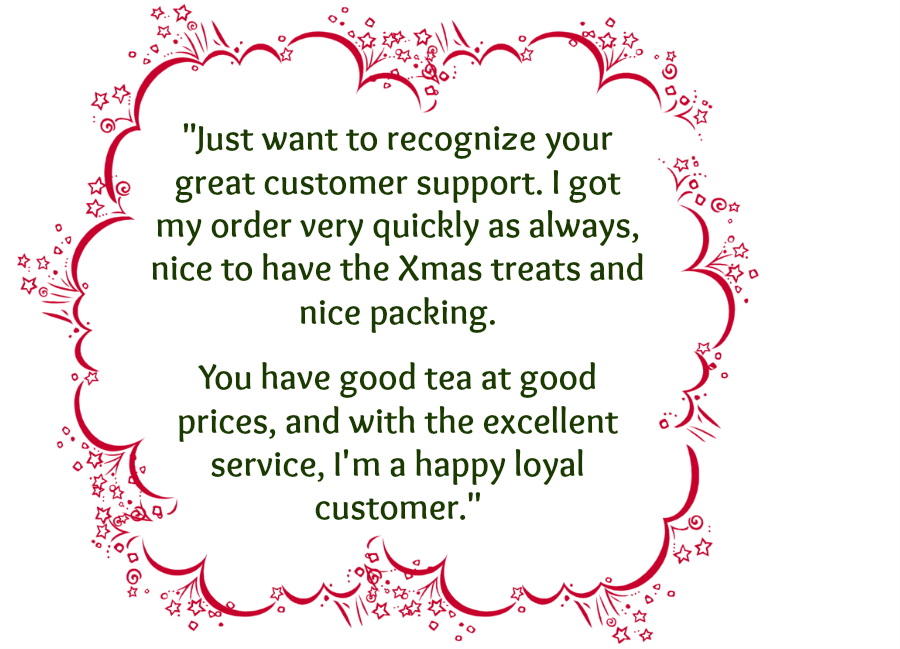 "Just want to recognize your
great customer support. I got
my order very quickly as always,
nice to have the Xmas treats and
nice packing.
You have good tea at good
prices, and with the excellent
service, I'm a happy loyal
customer."